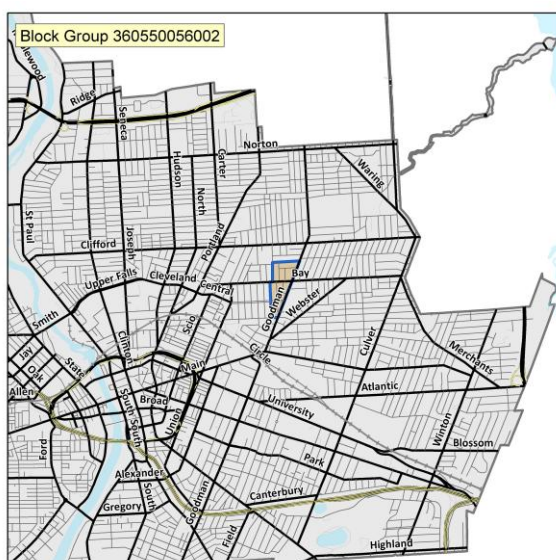 Block Group 360550056002
Ridge
Seneca
Hudson
North
Carter
Norton
Waring
St Paul
Clifford
Joseph
Portland
Upper Falls
Cleveland
Central
Bay
Goodman
Webster
Smith
Clinton
Scio
Culver
Merchants
Jay
State
Main
Circle
Allen
Broad
Atlantic
South
South
Union
University
Winton
Ford
Blossom
Park
Alexander
Canterbury
Gregory
South
Goodman
Field
Highland